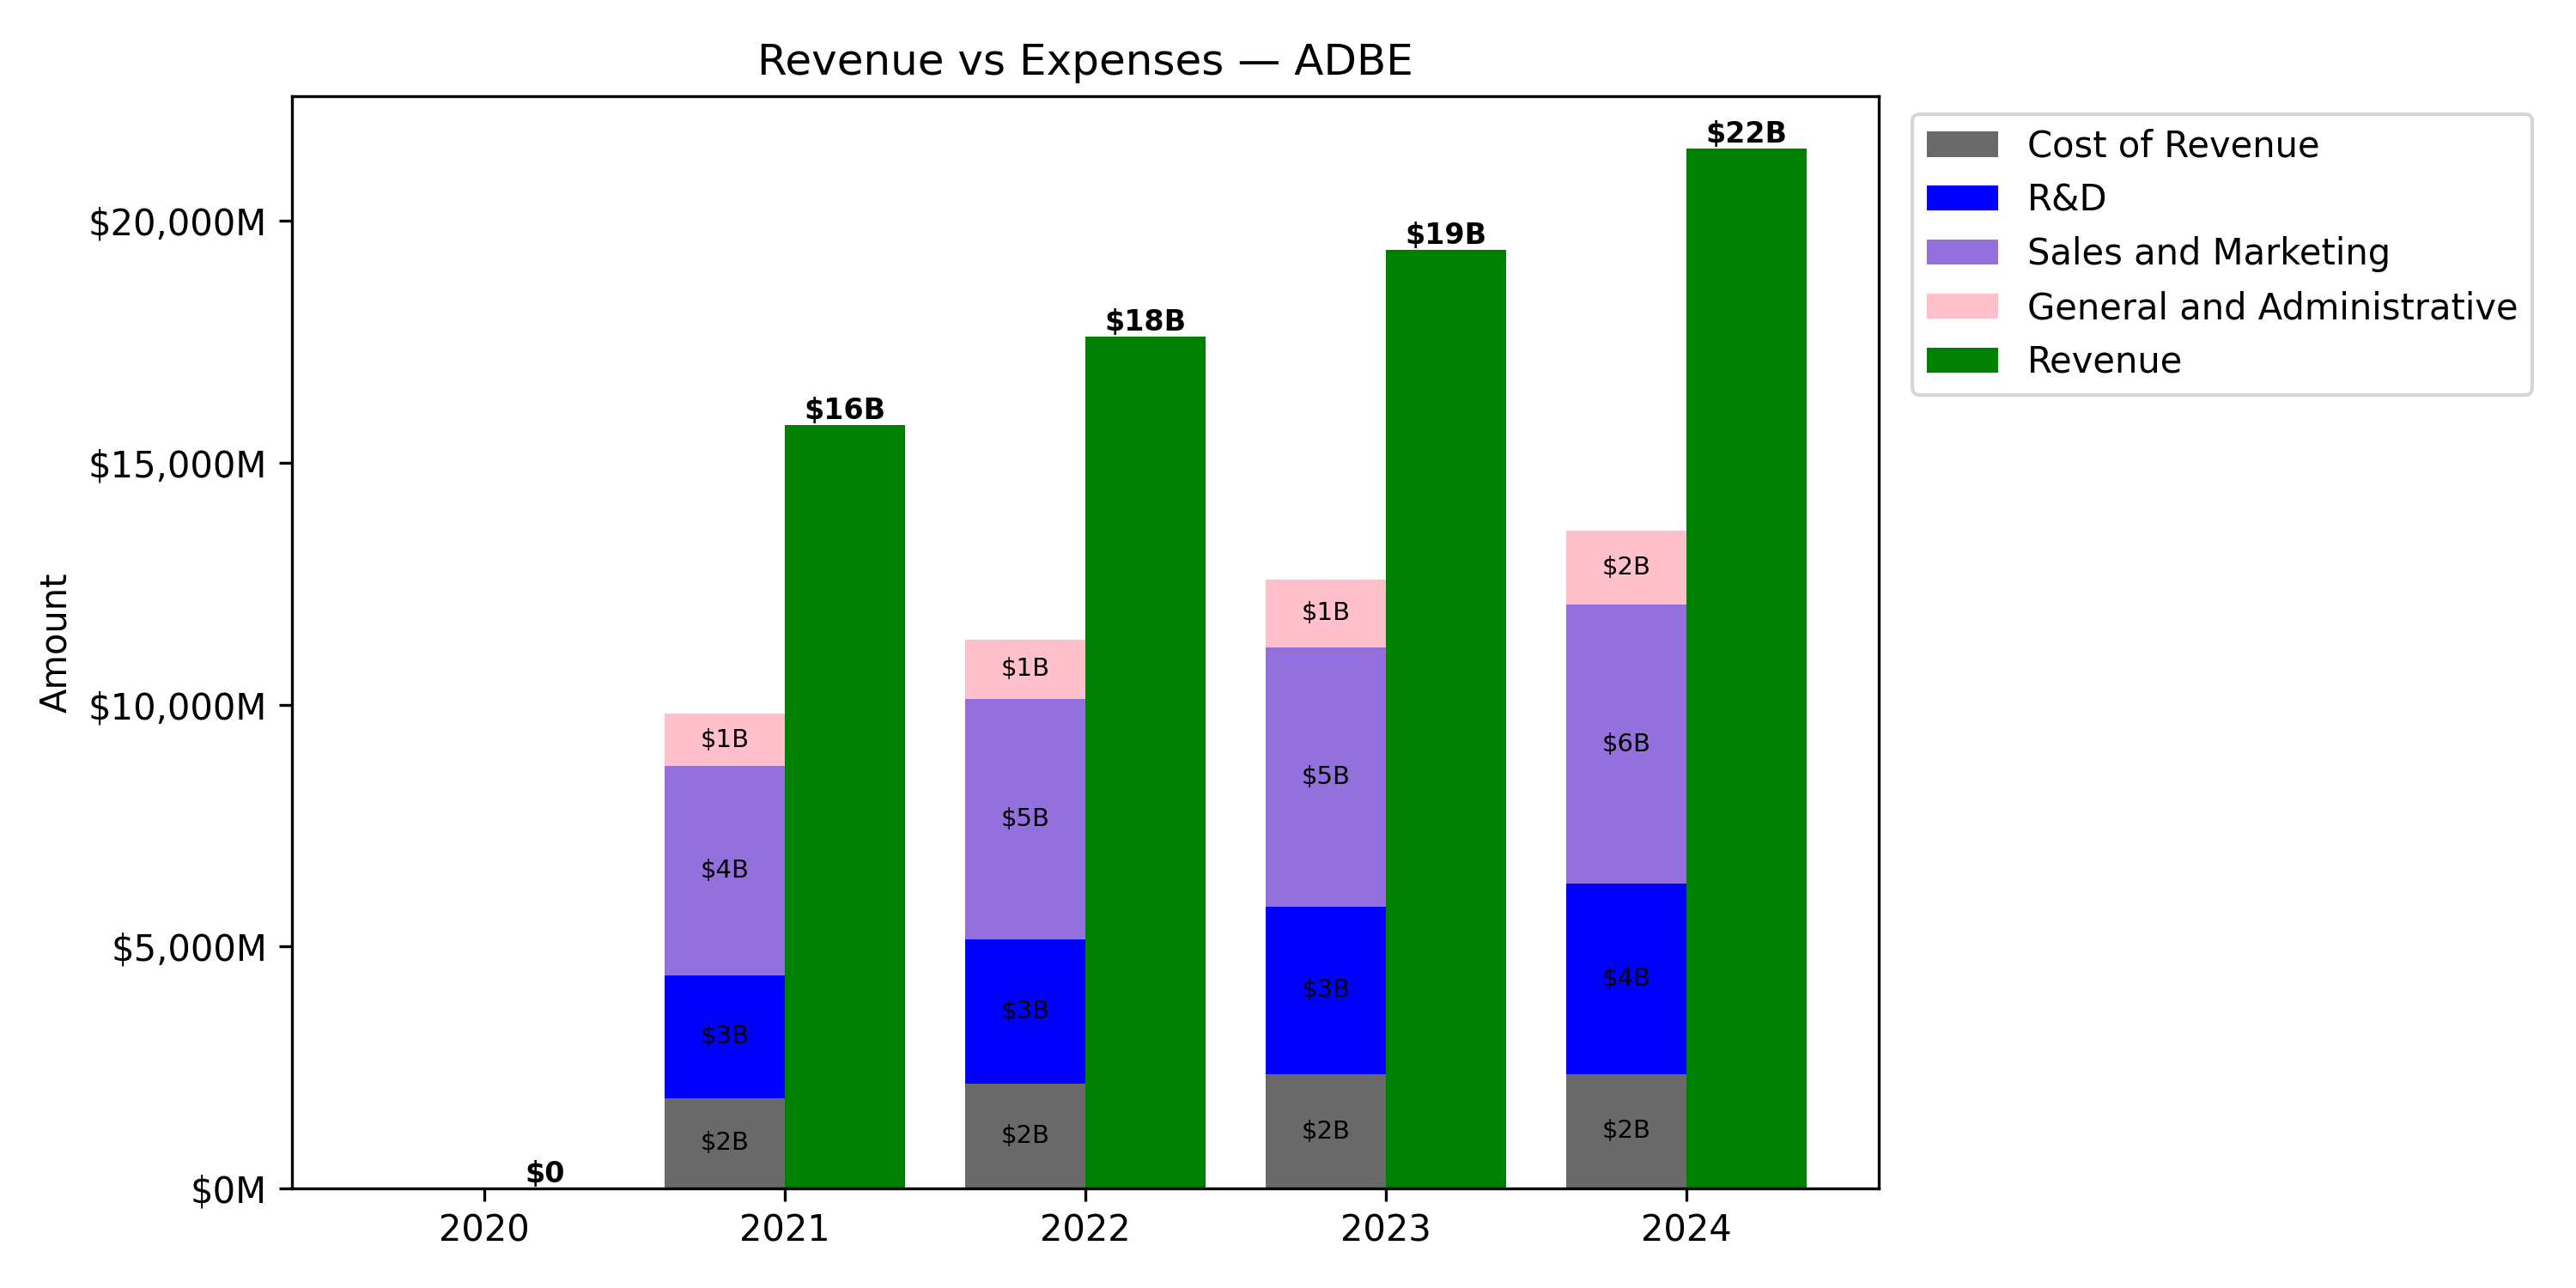 Revenue vs Expenses — ADBE
Amount
$20,000M
$15,000M
$10,000M
$5,000M
$0M
$0
$16B
$1B
$4B
$3B
$2B
$18B
$1B
$5B
$3B
$2B
$19B
$1B
$5B
$3B
$2B
$22B
$2B
$6B
$4B
$2B
2020 2021 2022 2023 2024
Cost of Revenue
R&D
Sales and Marketing
General and Administrative
Revenue